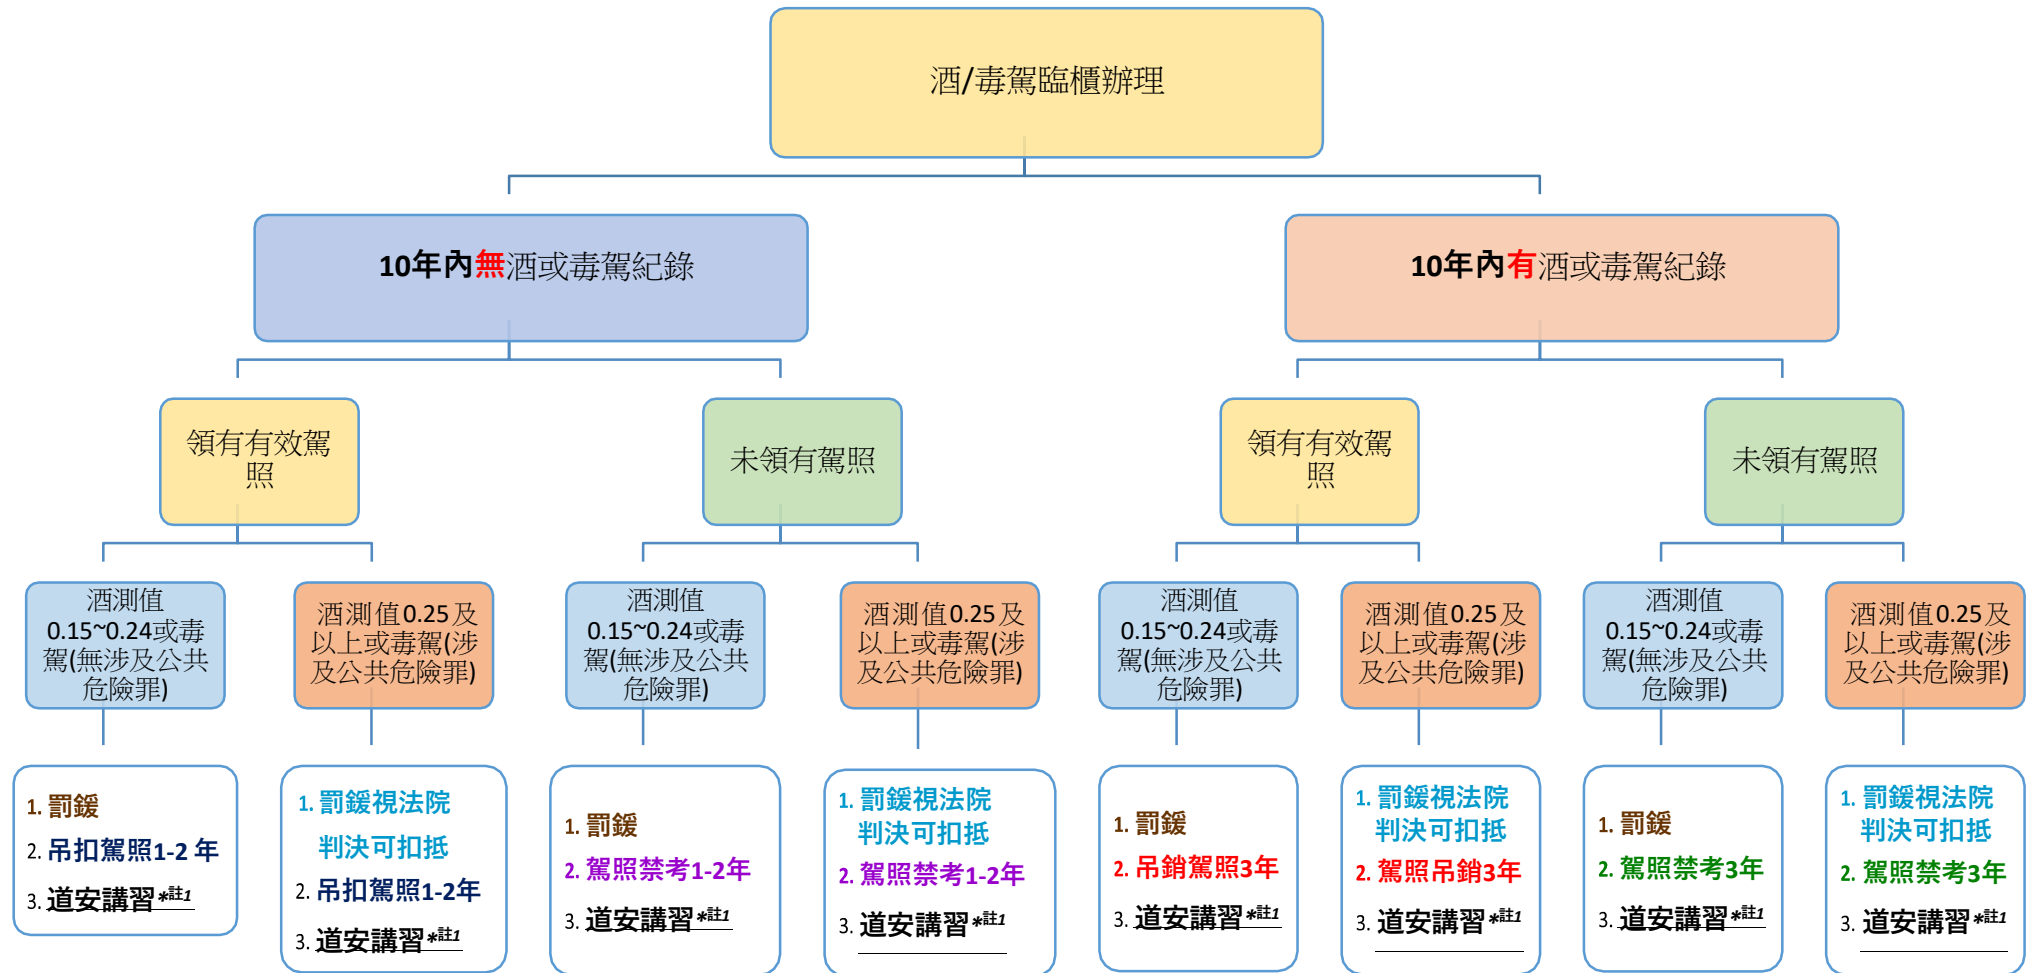 酒/毒駕臨櫃辦理
10年內無酒或毒駕紀錄
10年內有酒或毒駕紀錄
領有有效駕
照
未領有駕照
領有有效駕
照
未領有駕照
酒測值
0.15~0.24或毒
駕(無涉及公共
危險罪)
酒測值0.25及
以上或毒駕(涉
及公共危險罪)
酒測值
0.15~0.24或毒
駕(無涉及公共
危險罪)
酒測值0.25及
以上或毒駕(涉
及公共危險罪)
酒測值
0.15~0.24或毒
駕(無涉及公共
危險罪)
酒測值0.25及
以上或毒駕(涉
及公共危險罪)
酒測值
0.15~0.24或毒
駕(無涉及公共
危險罪)
酒測值0.25及
以上或毒駕(涉
及公共危險罪)
1. 罰鍰
2. 吊扣駕照1-2 年
3. 道安講習*註1
1. 罰鍰視法院
判決可扣抵
2. 吊扣駕照1-2年
3. 道安講習*註1
1. 罰鍰
2. 駕照禁考1-2年
3. 道安講習*註1
1. 罰鍰視法院
判決可扣抵
2. 駕照禁考1-2年
3. 道安講習*註1
1. 罰鍰
2. 吊銷駕照3年
3. 道安講習*註1
1. 罰鍰視法院
判決可扣抵
2. 駕照吊銷3年
3. 道安講習*註1
1. 罰鍰
2. 駕照禁考3年
3. 道安講習*註1
1. 罰鍰視法院
判決可扣抵
2. 駕照禁考3年
3. 道安講習*註1